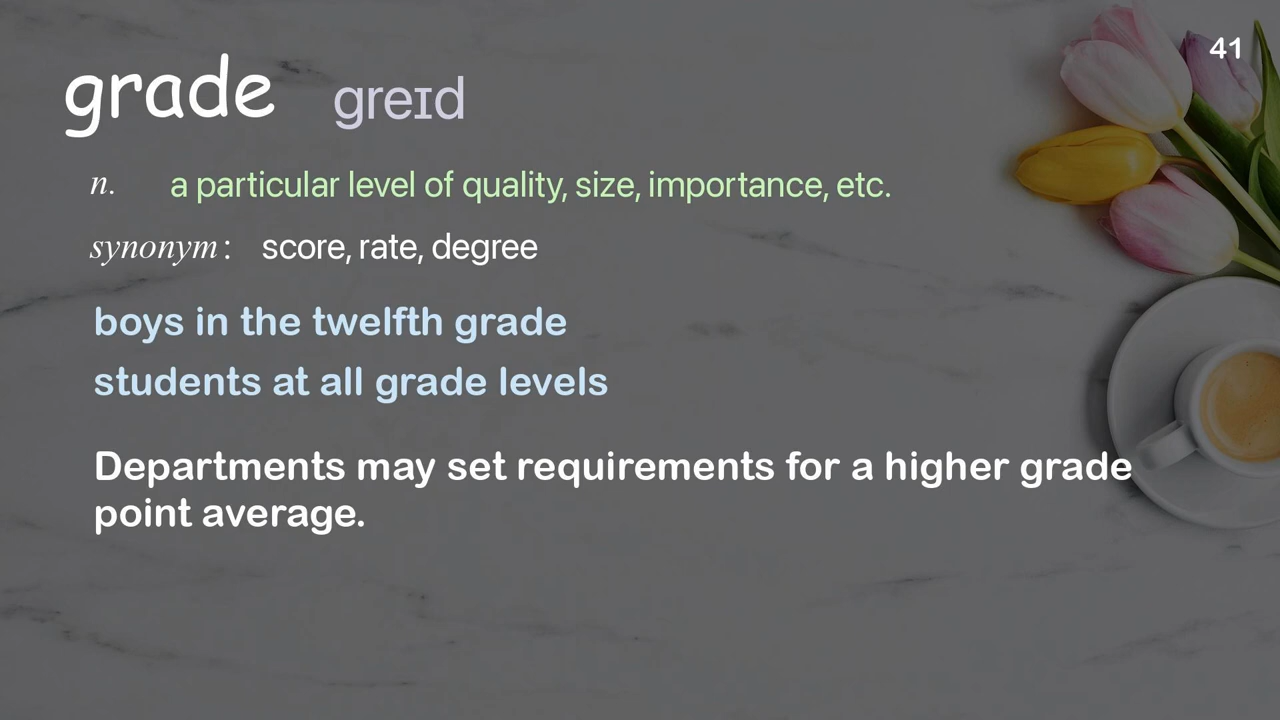 41
grade greɪd
n. a particular level of quality, size, importance, etc.
synonym: score, rate, degree
boys in the twelfth grade
students at all grade levels
Departments may set requirements for a higher grade
point average.